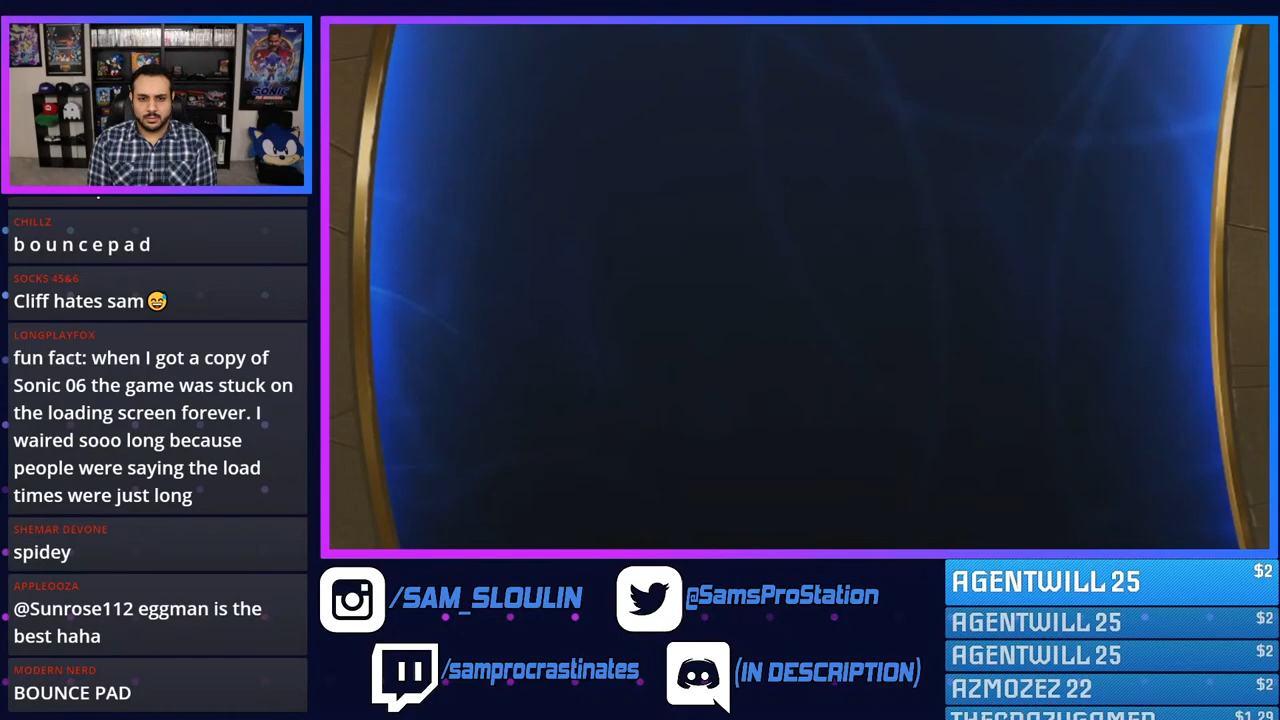 CHILLZ
b o u n c e p a d
SOCKS 45&6
Cliff hates sam😅
LONGPLAYFOX
fun fact: when I got a copy of
Sonic 06 the game was stuck on
the loading screen forever. I
waired sooo long because
people were saying the load
times were just long
SHEMAR DEVONE
spidey
APPLEOOZA
@Sunrose112 eggman is the
best haha
MODERN NERD
BOUNCE PAD
SONIC
/SAM_SLOULIN
@SamsProStation
/samprocrastinates
(IN DESCRIPTION)
AGENTWILL 25 $2
AGENTWILL 25 $2
AGENTWILL 25 $2
AZMOZEZ 22 $2
THECRAZYGAMER $1.29